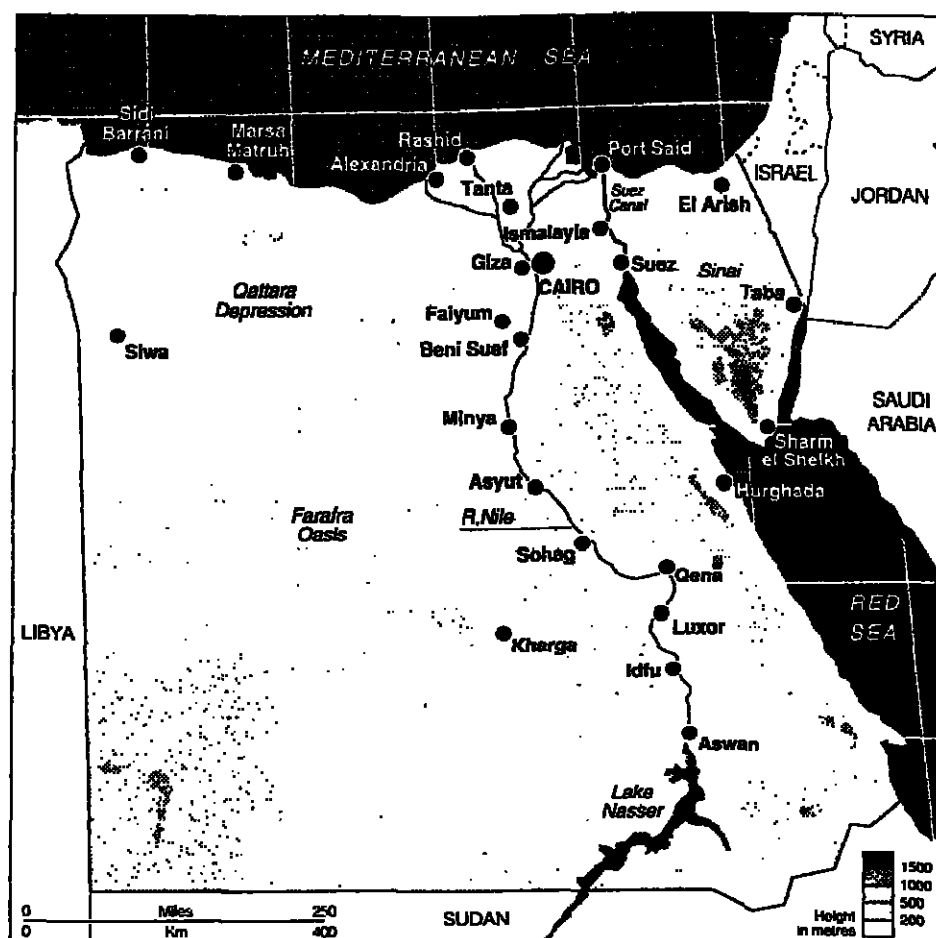 MEDITERRANEAN SEA
SYRIA
Sidi
Barrani
Marsa
Matruh
Rashid
Alexandria
Port Said
ISRAEL
Tanta
Suez
Canal
El Arish
JORDAN
Ismalayia
Giza
CAIRO
Suez
Sinai
Taba
Qattara
Depression
Faiyum
Beni Suef
Siwa
Minya
SAUDI
ARABIA
Sharm
el Sheikh
Asyut
Hurghada
R.Nile
Farafra
Oasis
Sohag
Qena
RED
SEA
LIBYA
Luxor
Kharga
Idfu
Aswan
Lake
Nasser
1500
1000
500
200
Height
in metres
0 Miles 250
0 Km 400
SUDAN